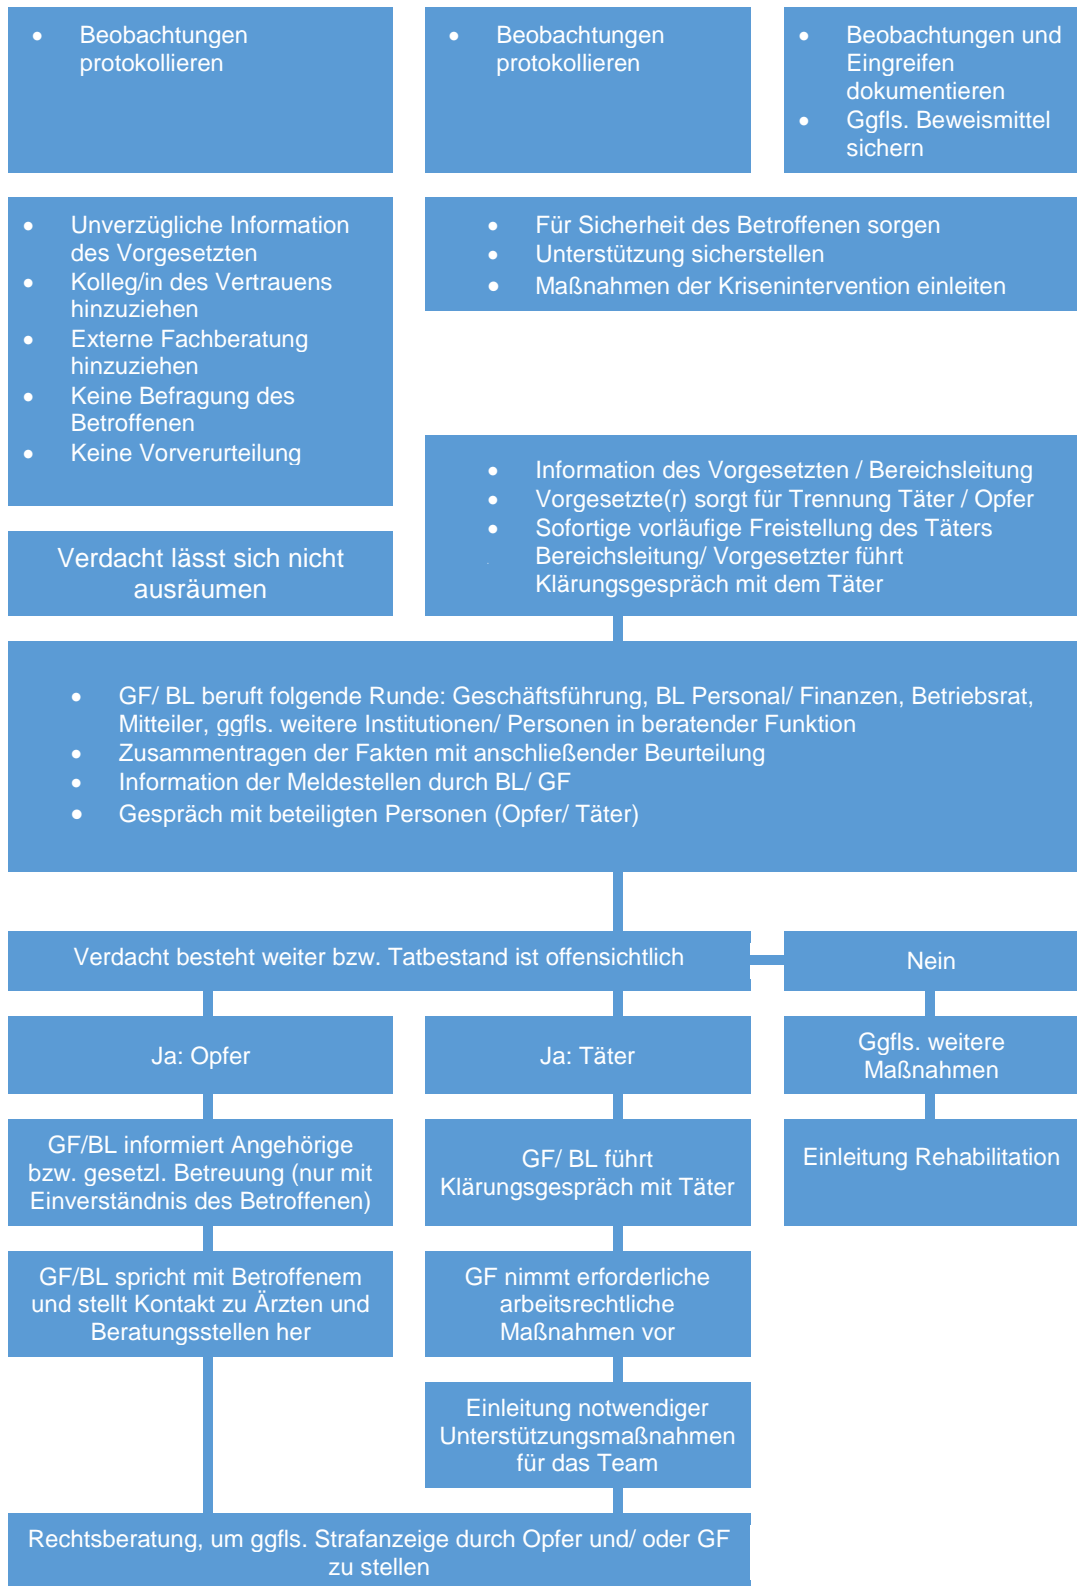 • Beobachtungen
protokollieren
• Beobachtungen
protokollieren
• Beobachtungen und
Eingreifen
dokumentieren
• Ggfls. Beweismittel
sichern
• Unverzügliche Information
des Vorgesetzten
• Kolleg/in des Vertrauens
hinzuziehen
• Externe Fachberatung
hinzuziehen
• Keine Befragung des
Betroffenen
• Keine Vorverurteilung
• Für Sicherheit des Betroffenen sorgen
• Unterstützung sicherstellen
• Maßnahmen der Krisenintervention einleiten
Verdacht lässt sich nicht
ausräumen
• Information des Vorgesetzten / Bereichsleitung
• Vorgesetzte(r) sorgt für Trennung Täter / Opfer
• Sofortige vorläufige Freistellung des Täters
Bereichsleitung/ Vorgesetzter führt
Klärungsgespräch mit dem Täter
• GF/ BL beruft folgende Runde: Geschäftsführung, BL Personal/ Finanzen, Betriebsrat,
Mitteiler, ggfls. weitere Institutionen/ Personen in beratender Funktion
• Zusammentragen der Fakten mit anschließender Beurteilung
• Information der Meldestellen durch BL/ GF
• Gespräch mit beteiligten Personen (Opfer/ Täter)
Verdacht besteht weiter bzw. Tatbestand ist offensichtlich
Nein
Ja: Opfer
Ja: Täter
Ggfls. weitere
Maßnahmen
GF/BL informiert Angehörige
bzw. gesetzl. Betreuung (nur mit
Einverständnis des Betroffenen)
GF/ BL führt
Klärungsgespräch mit Täter
Einleitung Rehabilitation
GF/BL spricht mit Betroffenem
und stellt Kontakt zu Ärzten und
Beratungsstellen her
GF nimmt erforderliche
arbeitsrechtliche
Maßnahmen vor
Einleitung notwendiger
Unterstützungsmaßnahmen
für das Team
Rechtsberatung, um ggfls. Strafanzeige durch Opfer und/ oder GF
zu stellen